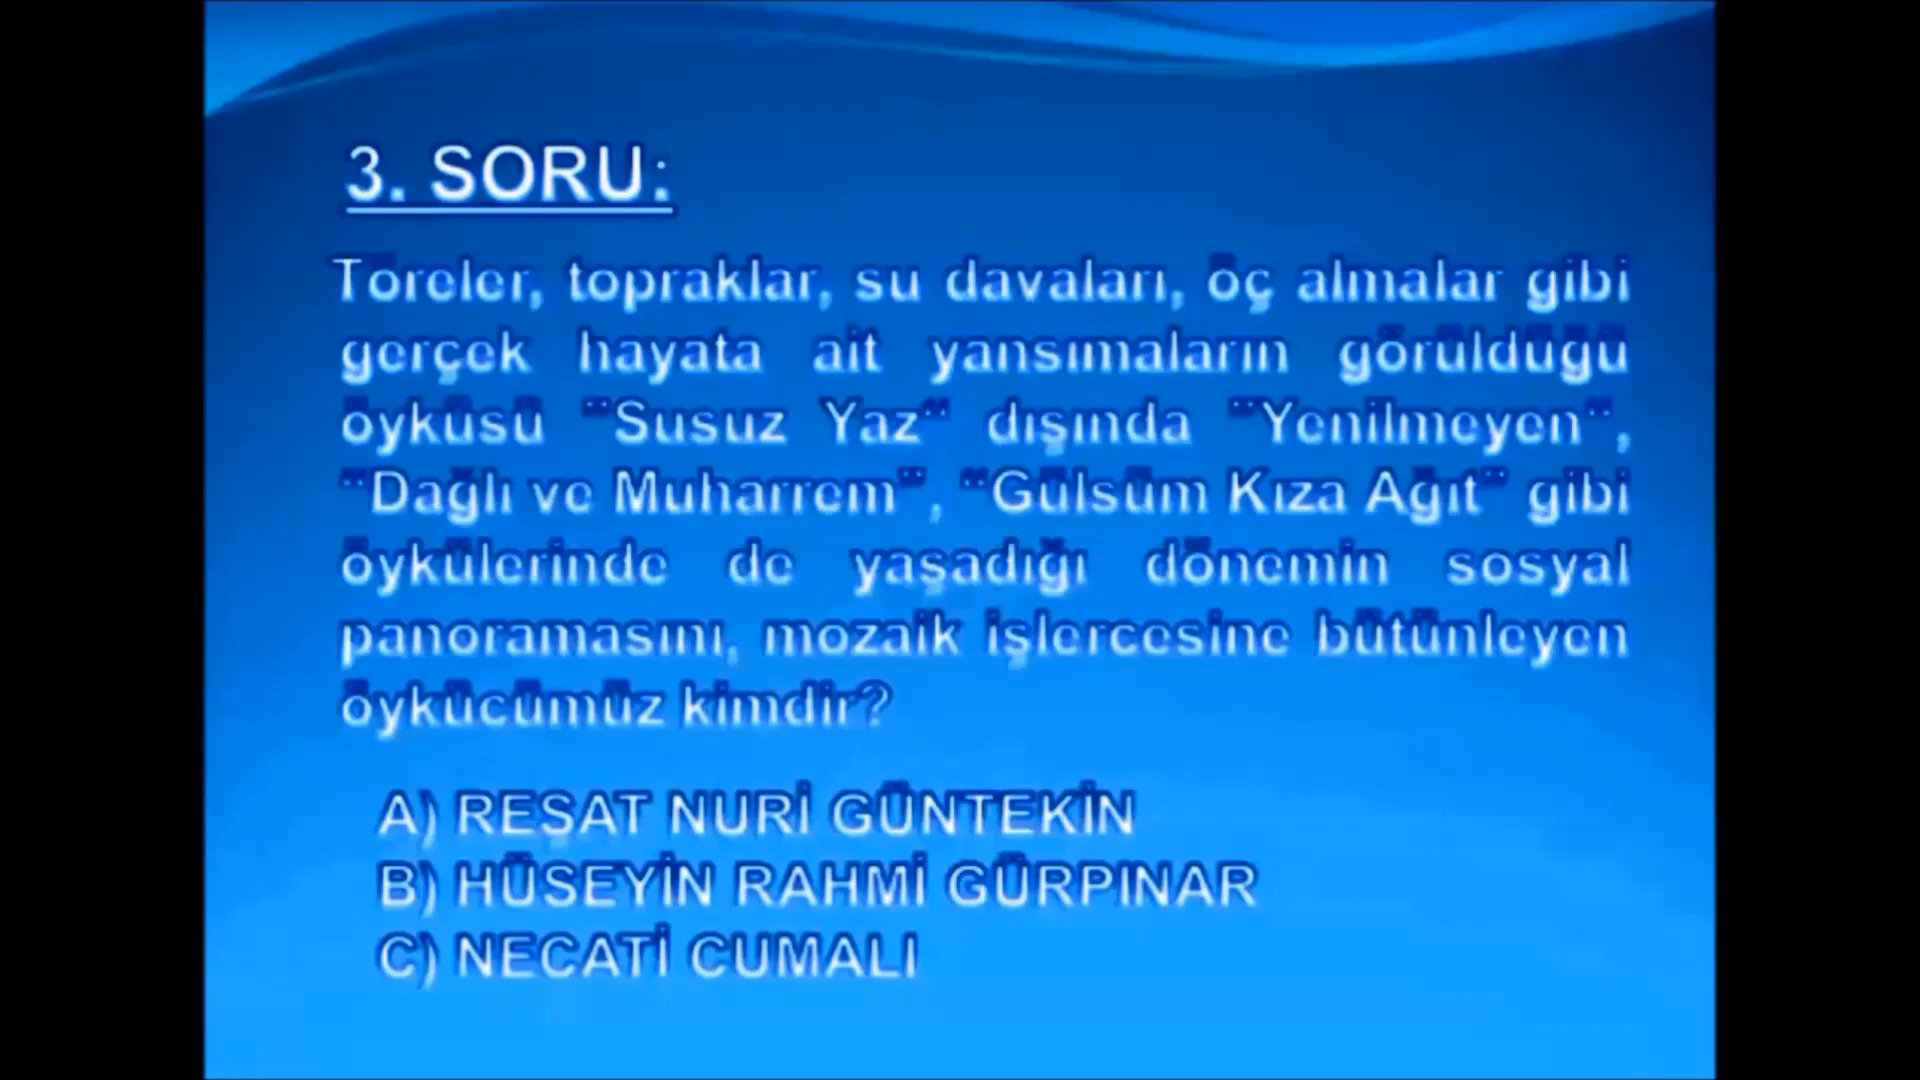 3. SORU:
Töreler, topraklar, su davaları, öç almalar gibi
gerçek hayata ait yansımaların görüldüğü
öyküsü "Susuz Yaz" dışında "Yenilmeyen",
"Dağlı ve Muharrem", "Gülsüm Kıza Ağıt" gibi
öykülerinde de yaşadığı dönemin sosyal
panoramasını, mozaik işlercesine bütünleyen
öykücümüz kimdir?
A) REŞAT NURİ GÜNTEKİN
B) HÜSEYİN RAHMİ GÜRPINAR
C) NECATİ CUMALI